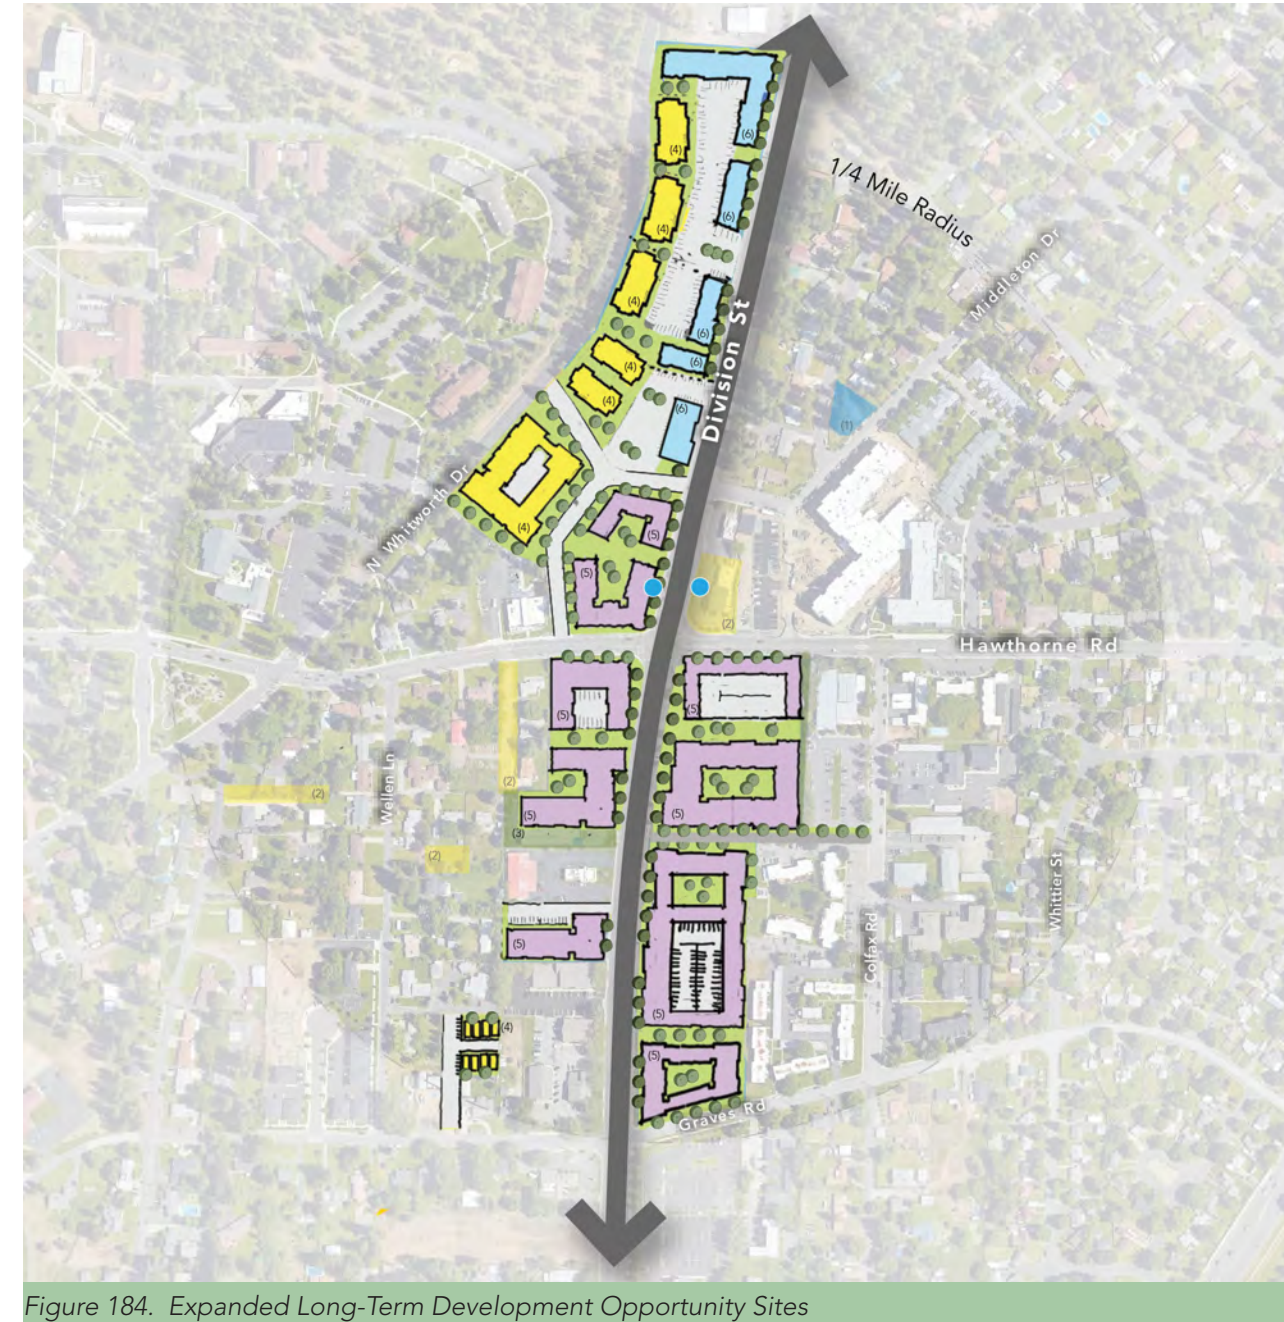 (6)
(4)
1/4 Mile Radius
(6)
(4)
Middleton Dr
(4)
(6)
Division St
(4)
(6)
(4)
(6)
(1)
N Whitworth Dr
(4)
(5)
(5)
(2)
Hawthorne Rd
(5)
(5)
Wellen Ln
(2)
(2)
(5)
(5)
(3)
(2)
Whittier St
Colfax Rd
(5)
(5)
(4)
(5)
Graves Rd
Figure 184. Expanded Long-Term Development Opportunity Sites